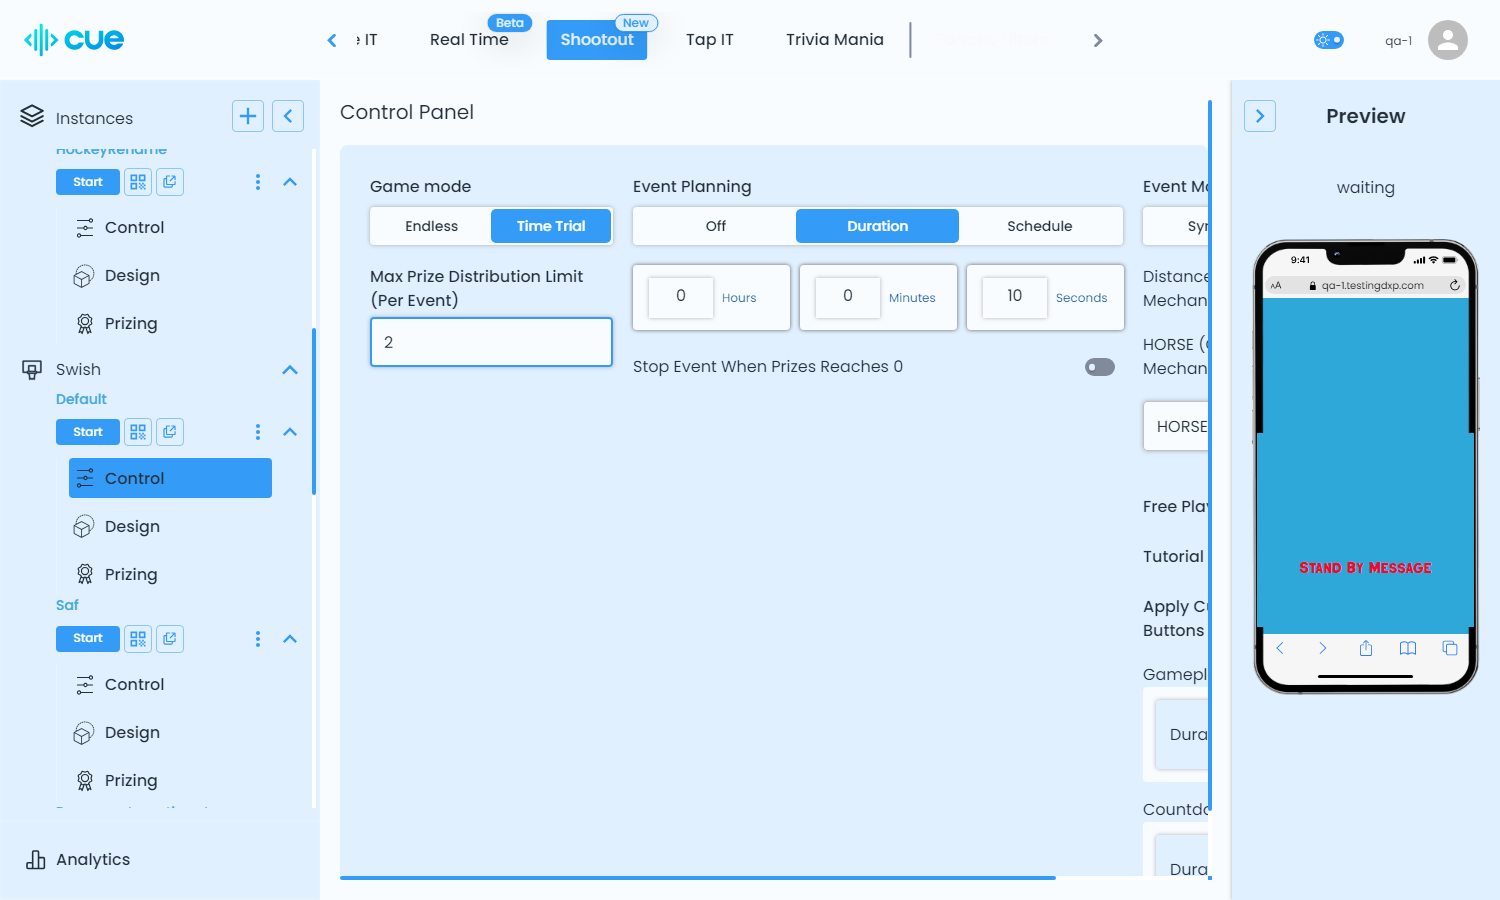 cue
IT
Real Time
Beta
Shootout
New
Tap IT
Trivia Mania
qa-1
Instances
HockeyRename
Start
Control
Design
Prizing
Swish
Default
Start
Control
Design
Prizing
Saf
Start
Control
Design
Prizing
Analytics
Control Panel
Game mode
Endless
Time Trial
Max Prize Distribution Limit
(Per Event)
2
Event Planning
Off
Duration
Schedule
0 Hours
0 Minutes
10 Seconds
Stop Event When Prizes Reaches 0
Event Mo
Syn
Distance
Mechan
HORSE (
Mechan
HORSE
Free Play
Tutorial
Apply Cu
Buttons
Gamepl
Dura
Countdo
Dura
Preview
waiting
9:41
AA qa-1.testingdxp.com
Stand By Message